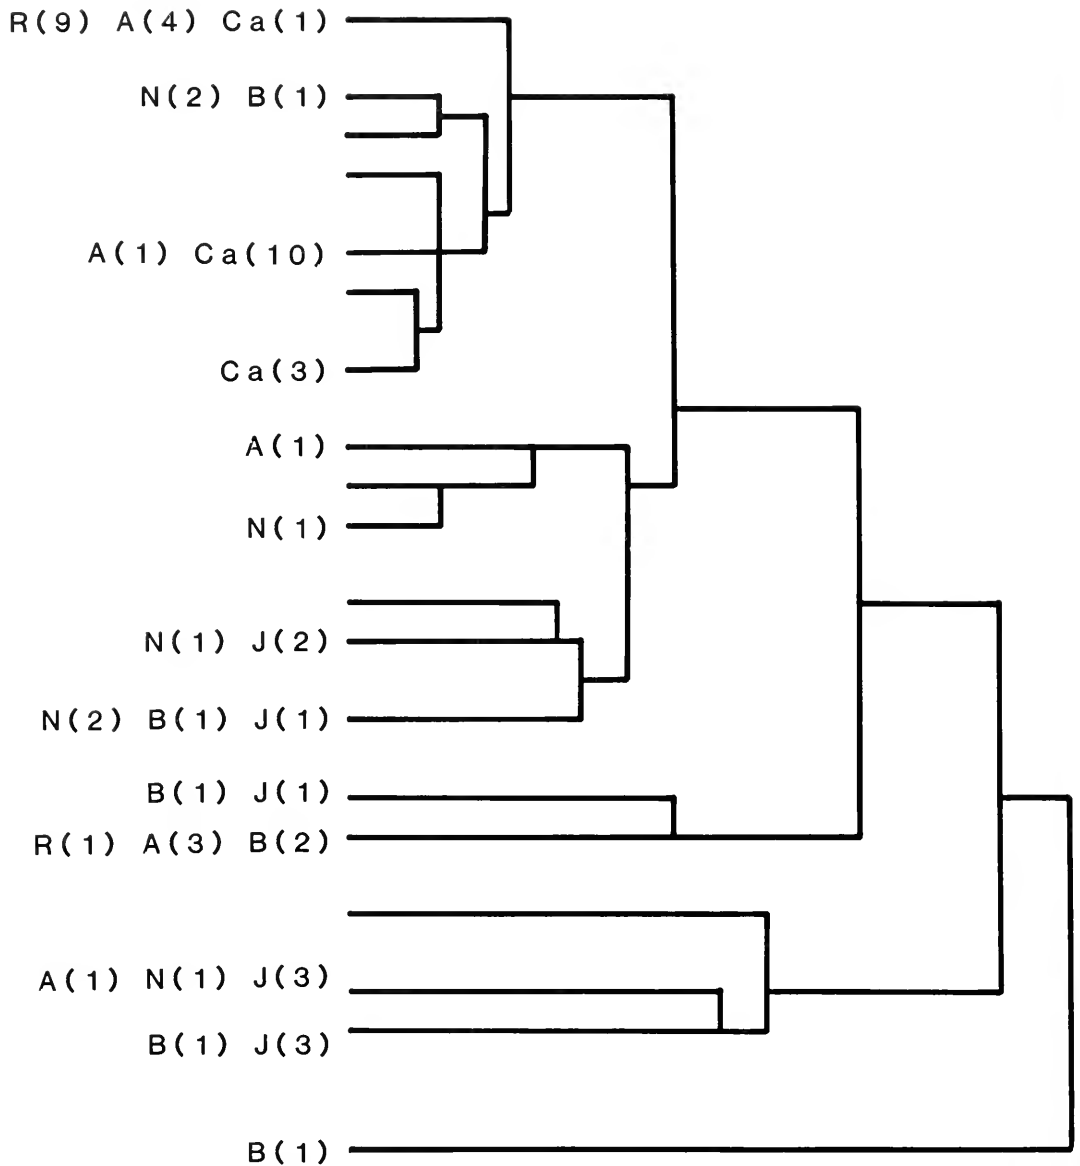 R(9) A(4) Ca(1)
N(2) B(1)
A(1) Ca(10)
Ca(3)
A(1)
N(1)
N(1) J(2)
N(2) B(1) J(1)
B(1) J(1)
R(1) A(3) B(2)
A(1) N(1) J(3)
B(1) J(3)
B(1)